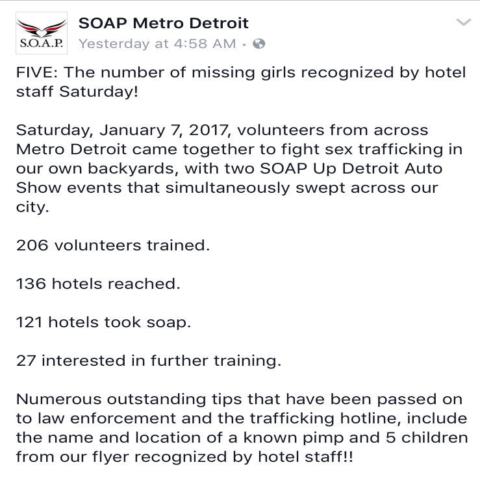 SOAP Metro Detroit
S.O.A.P.
Yesterday at 4:58 AM ·
FIVE: The number of missing girls recognized by hotel
staff Saturday!
Saturday, January 7, 2017, volunteers from across
Metro Detroit came together to fight sex trafficking in
our own backyards, with two SOAP Up Detroit Auto
Show events that simultaneously swept across our
city.
206 volunteers trained.
136 hotels reached.
121 hotels took soap.
27 interested in further training.
Numerous outstanding tips that have been passed on
to law enforcement and the trafficking hotline, include
the name and location of a known pimp and 5 children
from our flyer recognized by hotel staff!!